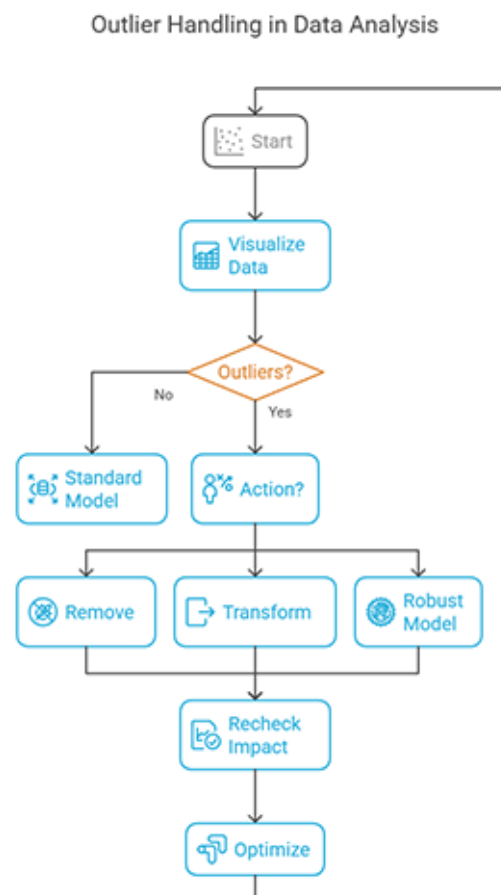 Outlier Handling in Data Analysis
Start
Visualize
Data
Outliers?
No
Yes
Standard
Model
Action?
Remove
Transform
Robust
Model
Recheck
Impact
Optimize